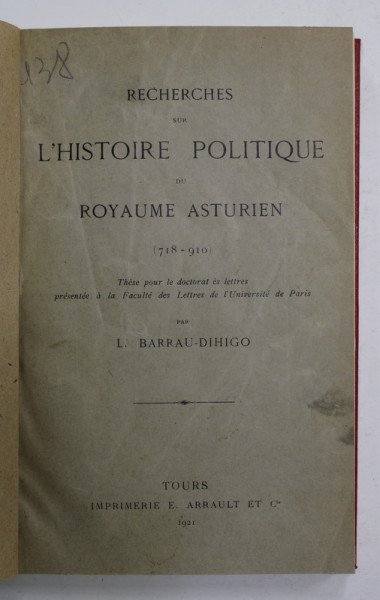 138
RECHERCHES
SUR
L'HISTOIRE POLITIQUE
DU
ROYAUME ASTURIEN
(718-910)
Thèse pour le doctorat ès lettres
présentée à la Faculté des Lettres de l'Université de Paris
PAR
L. BARRAU-DIHIGO
TOURS
IMPRIMERIE E. ARRAULT ET Cie
1921